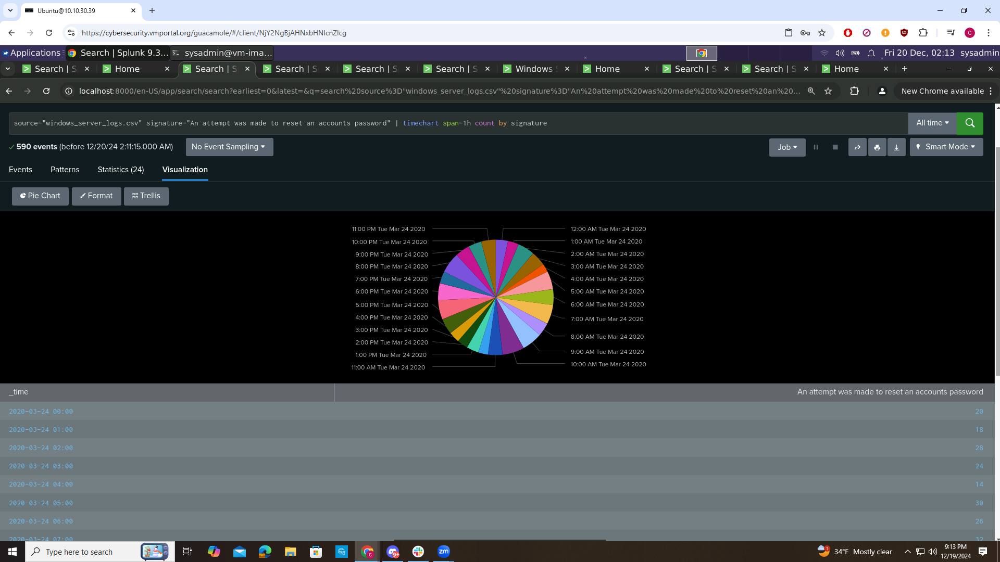 Ubuntu@10.10.30.39
https://cybersecurity.vmportal.org/guacamole/#/client/NjY2NgBjAHNxbHNlcnZlcg
Applications Search | Splunk 9.3... sysadmin@vm-ima... Fri 20 Dec, 02:13 sysadmin
Search | S Home Search | S Search | S Search | S Search | S Windows S Home Search | S Search | S Home
localhost:8000/en-US/app/search/search?earliest=0&latest=&q=search%20source%3D"windows_server_logs.csv"%20signature%3D"An%20attempt%20was%20made%20to%20reset%20an%20... New Chrome available
source="windows_server_logs.csv" signature="An attempt was made to reset an accounts password" | timechart span=1h count by signature All time
590 events (before 12/20/24 2:11:15.000 AM) No Event Sampling Job Smart Mode
Events Patterns Statistics (24) Visualization
Pie Chart Format Trellis
11:00 PM Tue Mar 24 2020 12:00 AM Tue Mar 24 2020
10:00 PM Tue Mar 24 2020 1:00 AM Tue Mar 24 2020
9:00 PM Tue Mar 24 2020 2:00 AM Tue Mar 24 2020
8:00 PM Tue Mar 24 2020 3:00 AM Tue Mar 24 2020
7:00 PM Tue Mar 24 2020 4:00 AM Tue Mar 24 2020
6:00 PM Tue Mar 24 2020 5:00 AM Tue Mar 24 2020
5:00 PM Tue Mar 24 2020 6:00 AM Tue Mar 24 2020
4:00 PM Tue Mar 24 2020 7:00 AM Tue Mar 24 2020
3:00 PM Tue Mar 24 2020 8:00 AM Tue Mar 24 2020
2:00 PM Tue Mar 24 2020 9:00 AM Tue Mar 24 2020
1:00 PM Tue Mar 24 2020 10:00 AM Tue Mar 24 2020
11:00 AM Tue Mar 24 2020
_time An attempt was made to reset an accounts password
2020-03-24 00:00 20
2020-03-24 01:00 18
2020-03-24 02:00 28
2020-03-24 03:00 24
2020-03-24 04:00 14
2020-03-24 05:00 30
2020-03-24 06:00 26
2020-03-24 07:00 32
Type here to search 34°F Mostly clear 9:13 PM
12/19/2024